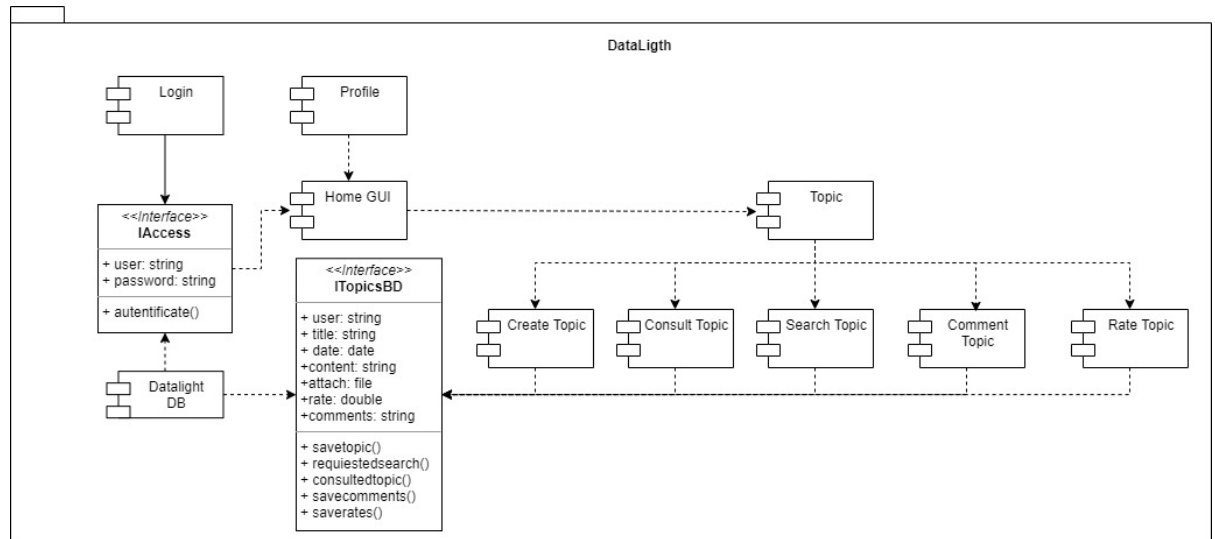 DataLigth
Login
Profile
Home GUI
Topic
<<Interface>>
IAccess
+ user: string
+ password: string
+ autentificate()
<<Interface>>
ITopicsBD
+ user: string
+ title: string
+ date: date
+content: string
+attach: file
+rate: double
+comments: string
+ savetopic()
+ requiestedsearch()
+ consultedtopic()
+ savecomments()
+ saverates()
Create Topic
Consult Topic
Search Topic
Comment
Topic
Rate Topic
Datalight
DB